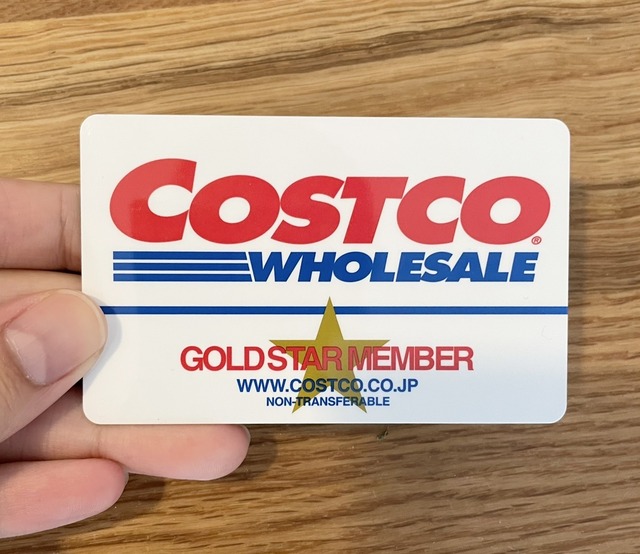 COSTCO®
WHOLESALE
GOLD STAR MEMBER
WWW.COSTCO.CO.JP
NON-TRANSFERABLE